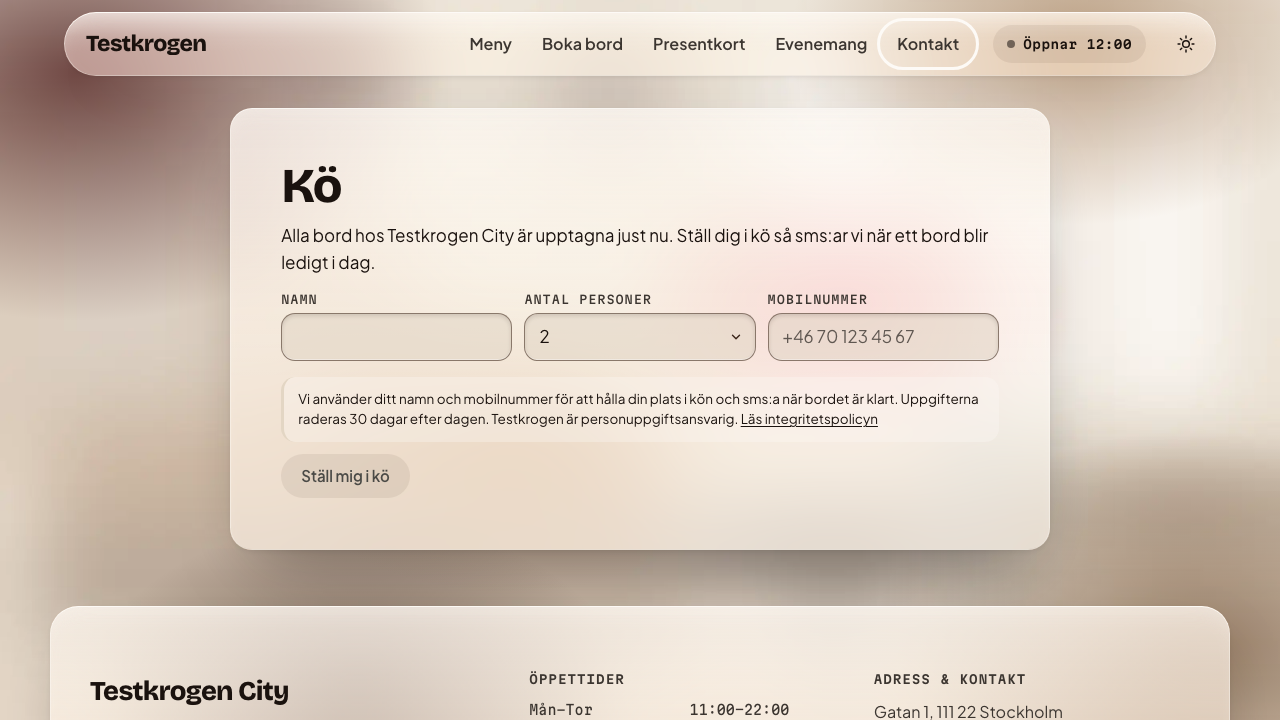 Testkrogen
Meny
Boka bord
Presentkort
Evenemang
Kontakt
Öppnar 12:00
Kö
Alla bord hos Testkrogen City är upptagna just nu. Ställ dig i kö så sms:ar vi när ett bord blir
ledigt i dag.
NAMN
ANTAL PERSONER
MOBILNUMMER
2
+46 70 123 45 67
Vi använder ditt namn och mobilnummer för att hålla din plats i kön och sms:a när bordet är klart. Uppgifterna
raderas 30 dagar efter dagen. Testkrogen är personuppgiftsansvarig. Läs integritetspolicyn
Ställ mig i kö
Testkrogen City
ÖPPETTIDER
Mån–Tor 11:00–22:00
ADRESS & KONTAKT
Gatan 1, 111 22 Stockholm